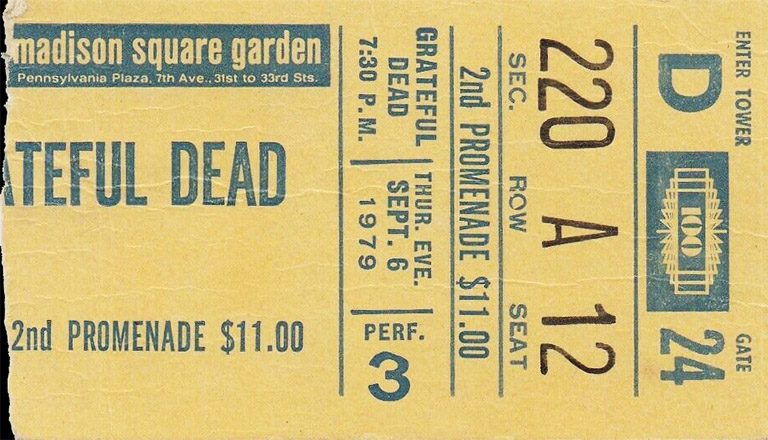 madison square garden
Pennsylvania Plaza, 7th Ave., 31st to 33rd Sts.
ATEFUL DEAD
2nd PROMENADE $11.00
GRATEFUL DEAD
7:30 P.M.
THUR. EVE.
SEPT. 6
1979
PERF.
3
2nd PROMENADE $11.00
SEC. ROW SEAT
220 A 12
ENTER TOWER
D
100
GATE
24